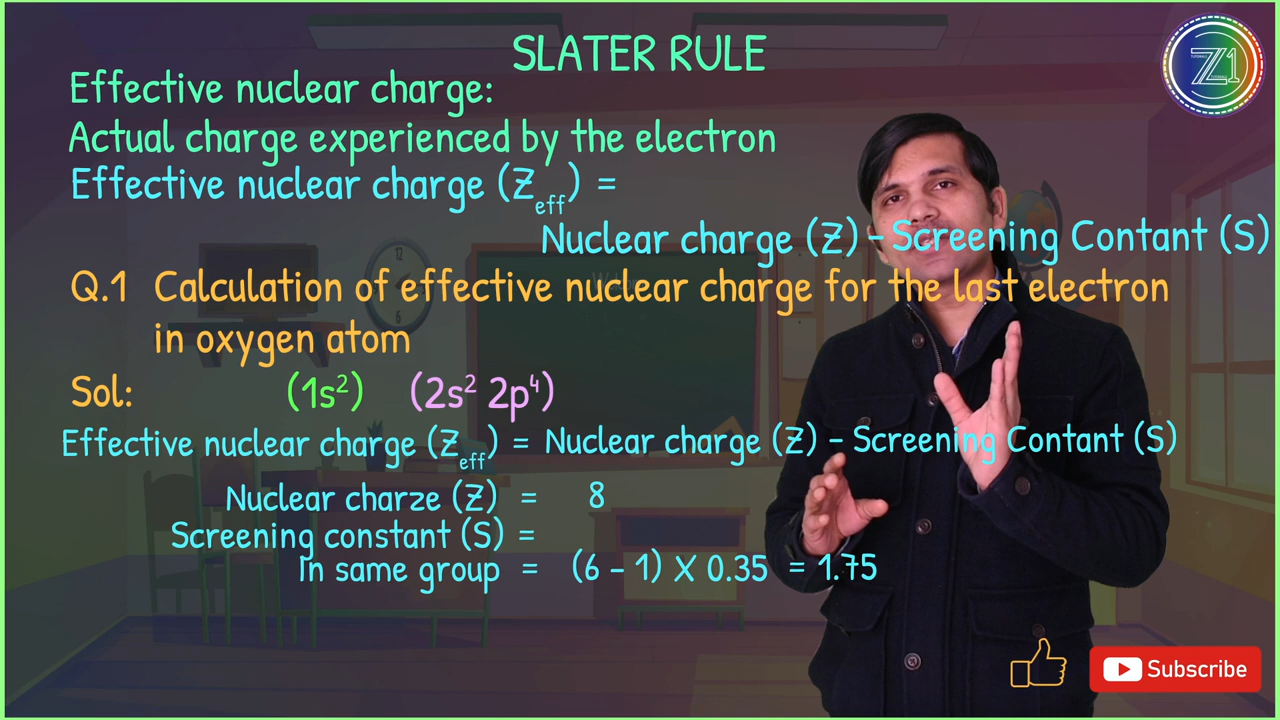 SLATER RULE
Effective nuclear charge:
Actual charge experienced by the electron
Effective nuclear charge (Zeff) =
Nuclear charge (Z) - Screening Contant (S)
Q.1 Calculation of effective nuclear charge for the last electron
in oxygen atom
Sol: (1s²) (2s² 2p⁴)
Effective nuclear charge (Zeff) = Nuclear charge (Z) - Screening Contant (S)
Nuclear charze (Z) = 8
Screening constant (S) =
In same group = (6 - 1) X 0.35 = 1.75
Subscribe